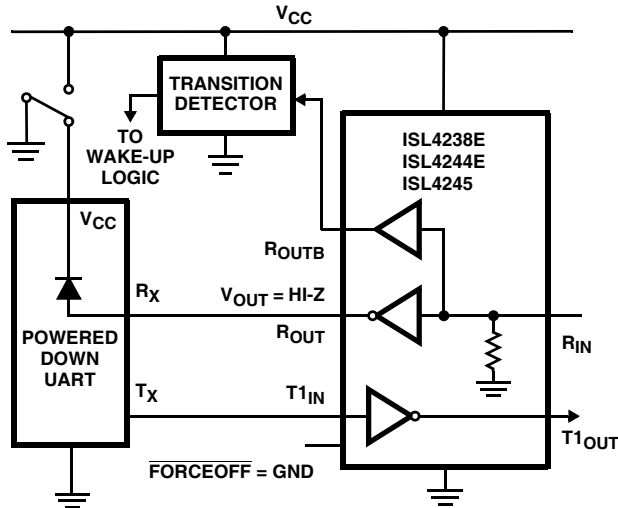 VCC
TRANSITION
DETECTOR
TO
WAKE-UP
LOGIC
ISL4238E
ISL4244E
ISL4245
VCC
ROUTB
RX
VOUT = HI-Z
POWERED
DOWN
UART
ROUT
RIN
TX
T1IN
T1OUT
FORCEOFF = GND